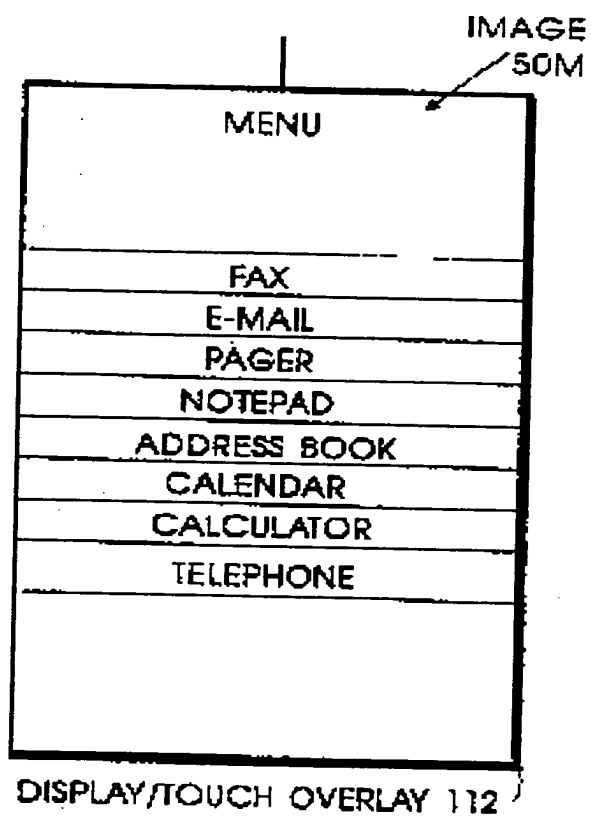 IMAGE
50M
MENU
FAX
E-MAIL
PAGER
NOTEPAD
ADDRESS BOOK
CALENDAR
CALCULATOR
TELEPHONE
DISPLAY/TOUCH OVERLAY 112